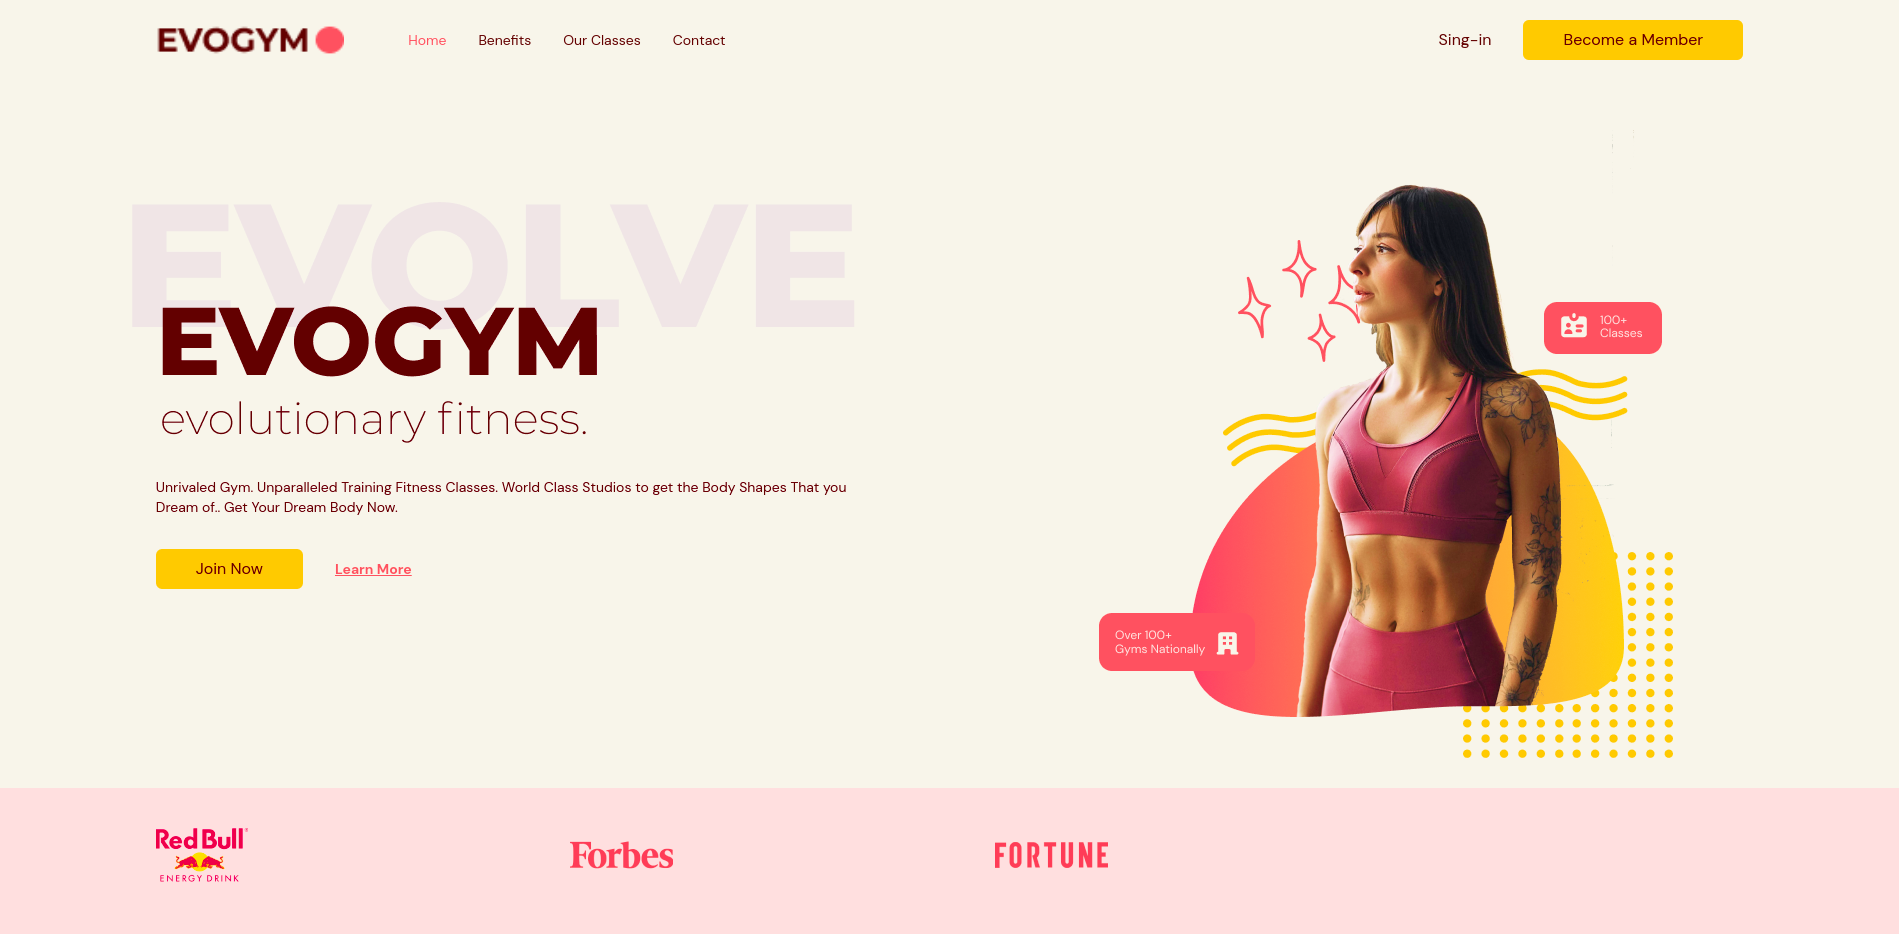 EVOGYM
Home
Benefits
Our Classes
Contact
Sing-in
Become a Member
EVOLVE
EVOGYM
evolutionary fitness.
Unrivaled Gym. Unparalleled Training Fitness Classes. World Class Studios to get the Body Shapes That you
Dream of.. Get Your Dream Body Now.
Join Now
Learn More
100+
Classes
Over 100+
Gyms Nationally
Red Bull
ENERGY DRINK
Forbes
FORTUNE